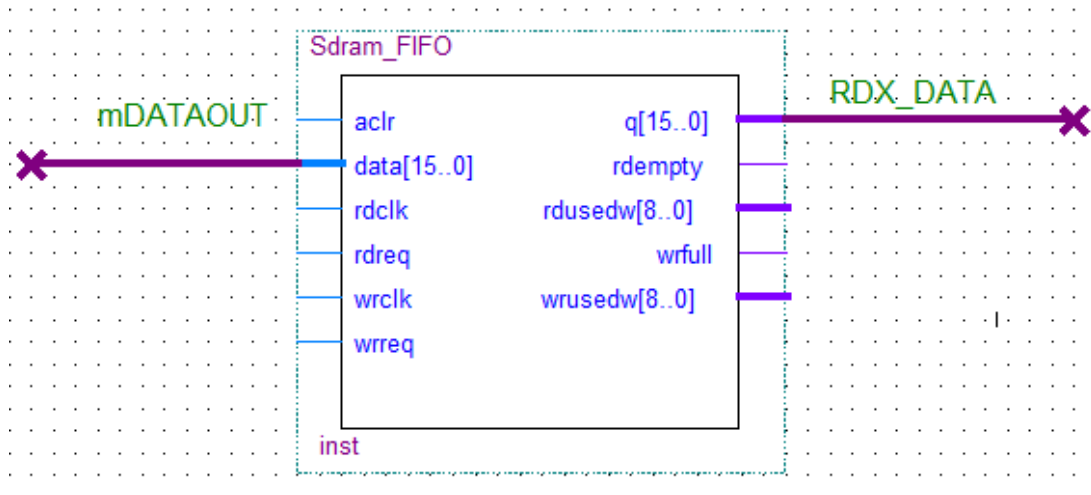 Sdram_FIFO
mDATAOUT
RDX_DATA
aclr
q[15..0]
data[15..0]
rdempty
rdclk
rdusedw[8..0]
rdreq
wrfull
wrclk
wrusedw[8..0]
wrreq
inst